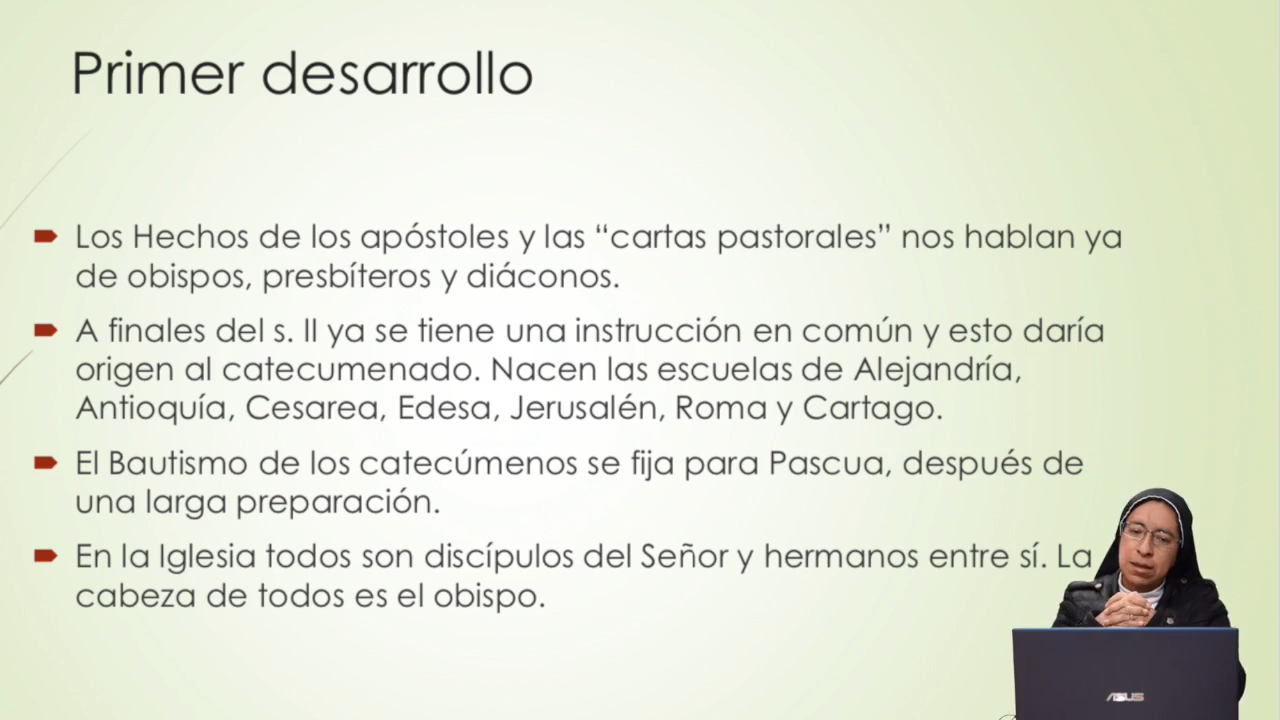 Primer desarrollo
Los Hechos de los apóstoles y las “cartas pastorales” nos hablan ya
de obispos, presbíteros y diáconos.
A finales del s. II ya se tiene una instrucción en común y esto daría
origen al catecumenado. Nacen las escuelas de Alejandría,
Antioquía, Cesarea, Edesa, Jerusalén, Roma y Cartago.
El Bautismo de los catecúmenos se fija para Pascua, después de
una larga preparación.
En la Iglesia todos son discípulos del Señor y hermanos entre sí. La
cabeza de todos es el obispo.
ASUS